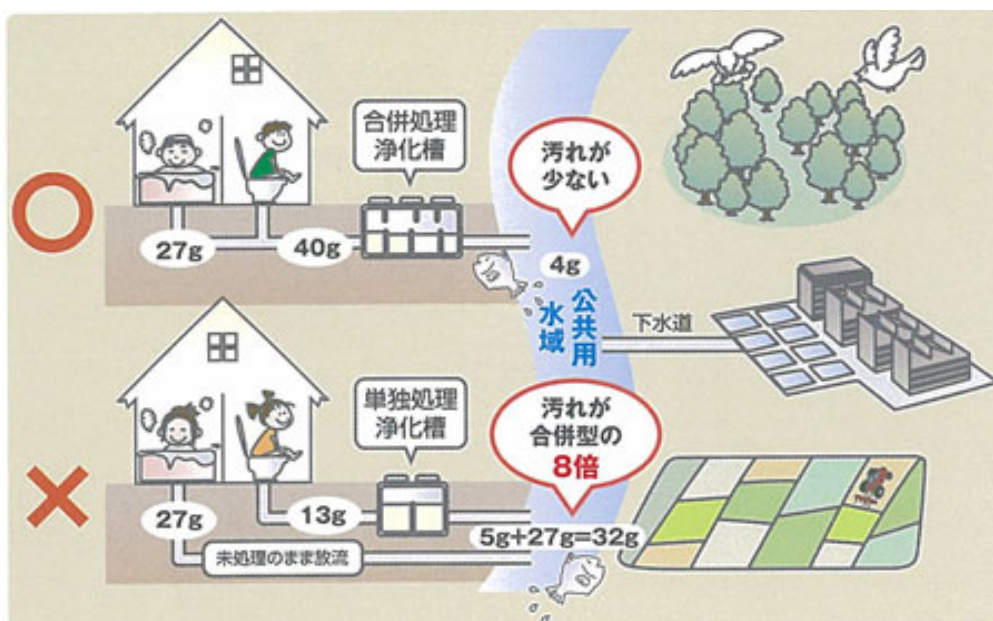 合併処理
浄化槽
汚れが
少ない
27g
40g
4g
公共用
水域
下水道
単独処理
浄化槽
汚れが
合併型の
8倍
27g
13g
5g+27g=32g
未処理のまま放流